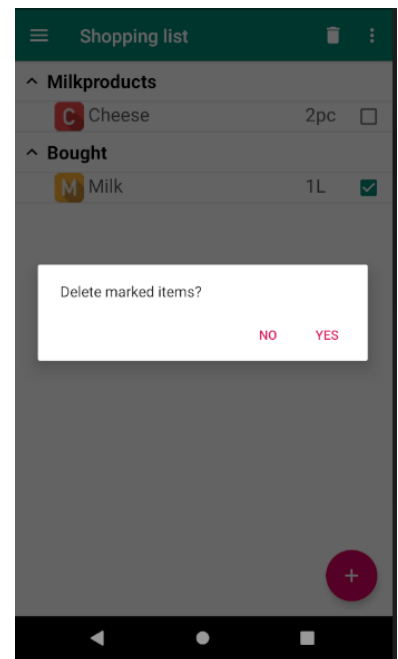 Shopping list
Milkproducts
C Cheese 2pc
Bought
M Milk 1L
Delete marked items?
NO YES
+